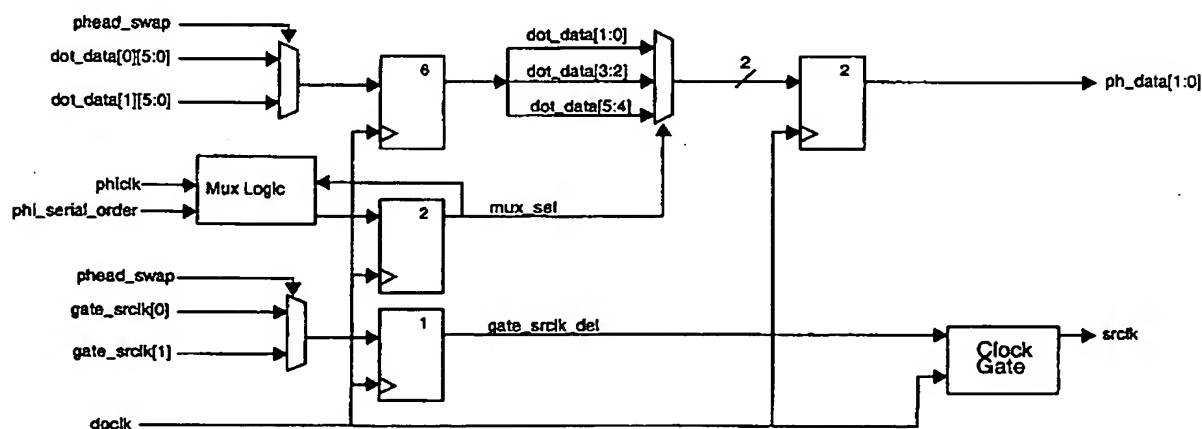 phead_swap
dot_data[0][5:0]
dot_data[1][5:0]
6
dot_data[1:0]
dot_data[3:2]
dot_data[5:4]
2
2
ph_data[1:0]
phiclk
phi_serial_order
Mux Logic
2
mux_sel
phead_swap
gate_srclk[0]
gate_srclk[1]
1
gate_srclk_del
Clock
Gate
srclk
doclk